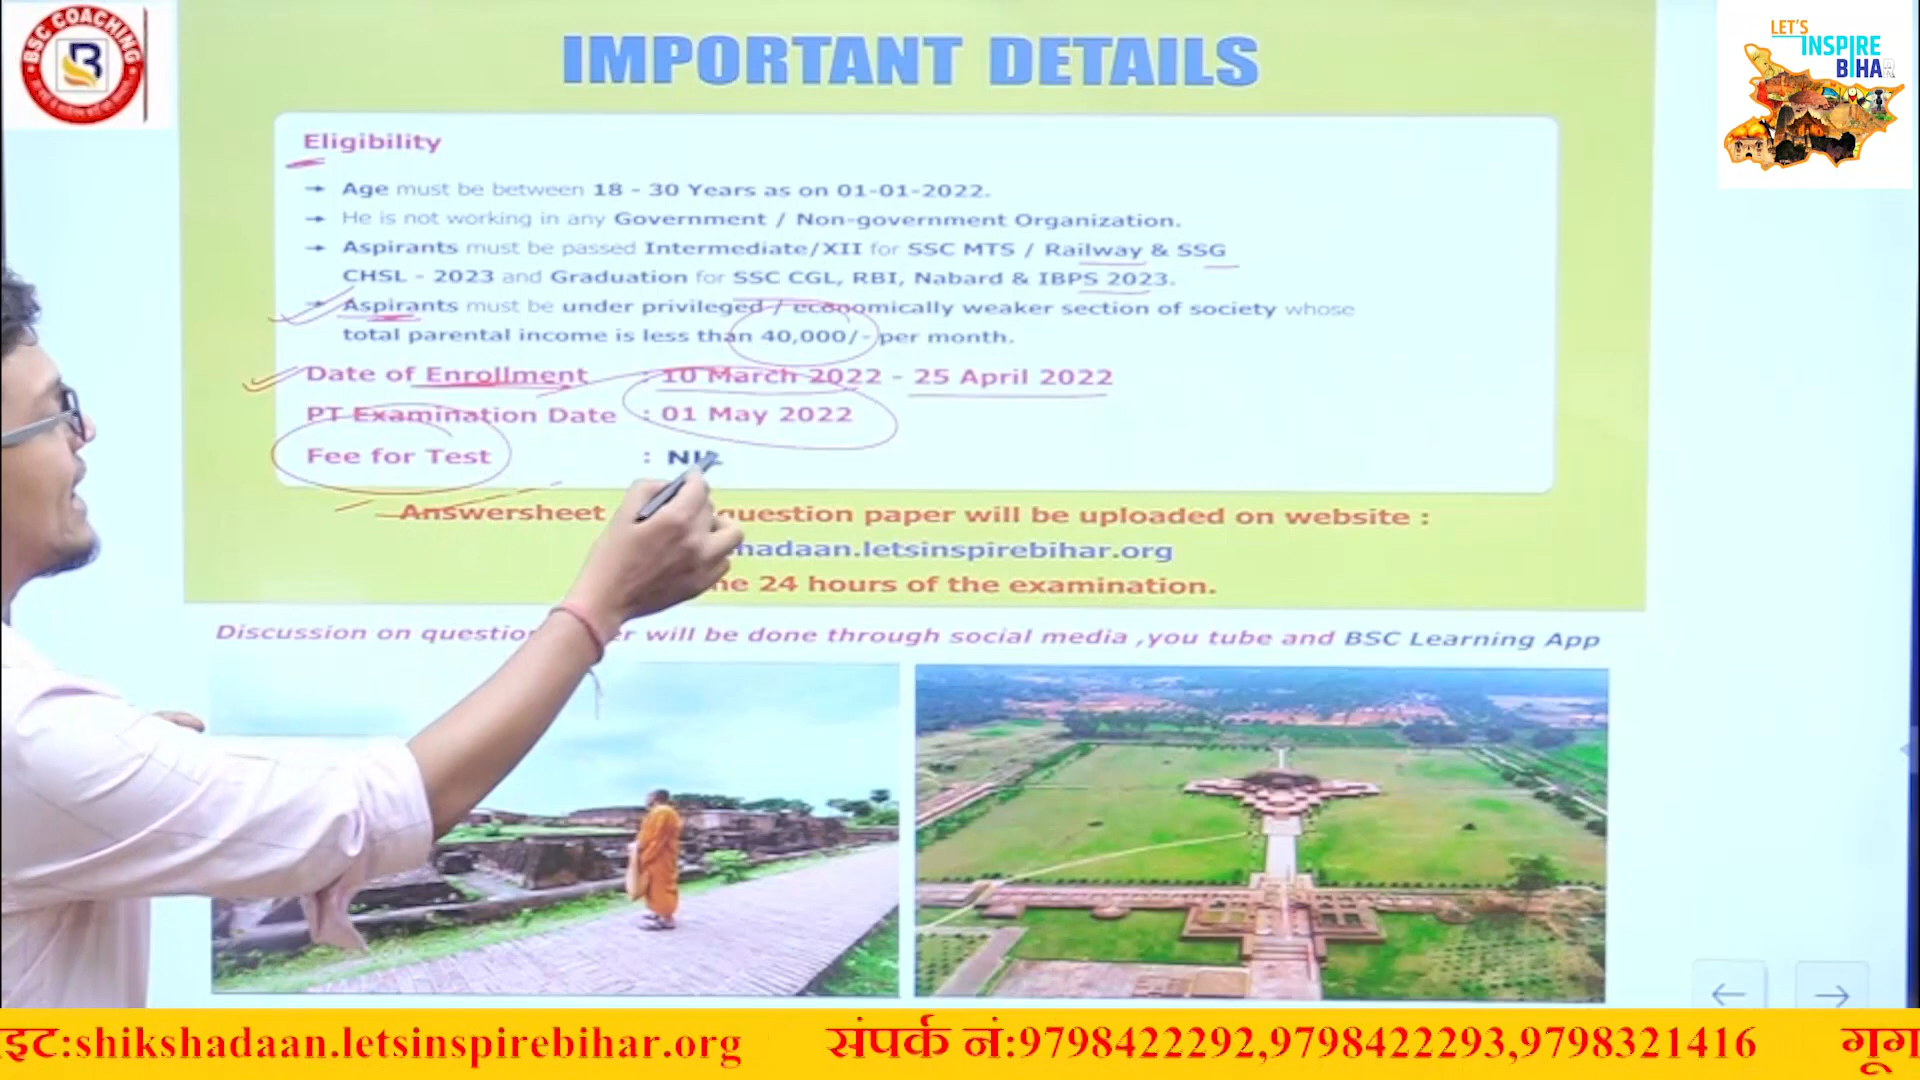 BSC COACHING
LET'S
INSPIRE
BIHAR
IMPORTANT DETAILS
Eligibility
→ Age must be between 18 - 30 Years as on 01-01-2022.
→ He is not working in any Government / Non-government Organization.
→ Aspirants must be passed Intermediate/XII for SSC MTS / Railway & SSG
CHSL - 2023 and Graduation for SSC CGL, RBI, Nabard & IBPS 2023.
→ Aspirants must be under privileged / economically weaker section of society whose
total parental income is less than 40,000/- per month.
Date of Enrollment : 10 March 2022 - 25 April 2022
PT Examination Date : 01 May 2022
Fee for Test : NIL
Answersheet question paper will be uploaded on website :
hadaan.letsinspirebihar.org
24 hours of the examination.
Discussion on will be done through social media ,you tube and BSC Learning App
इट:shikshadaan.letsinspirebihar.org संपर्क नं:9798422292,9798422293,9798321416 गूग